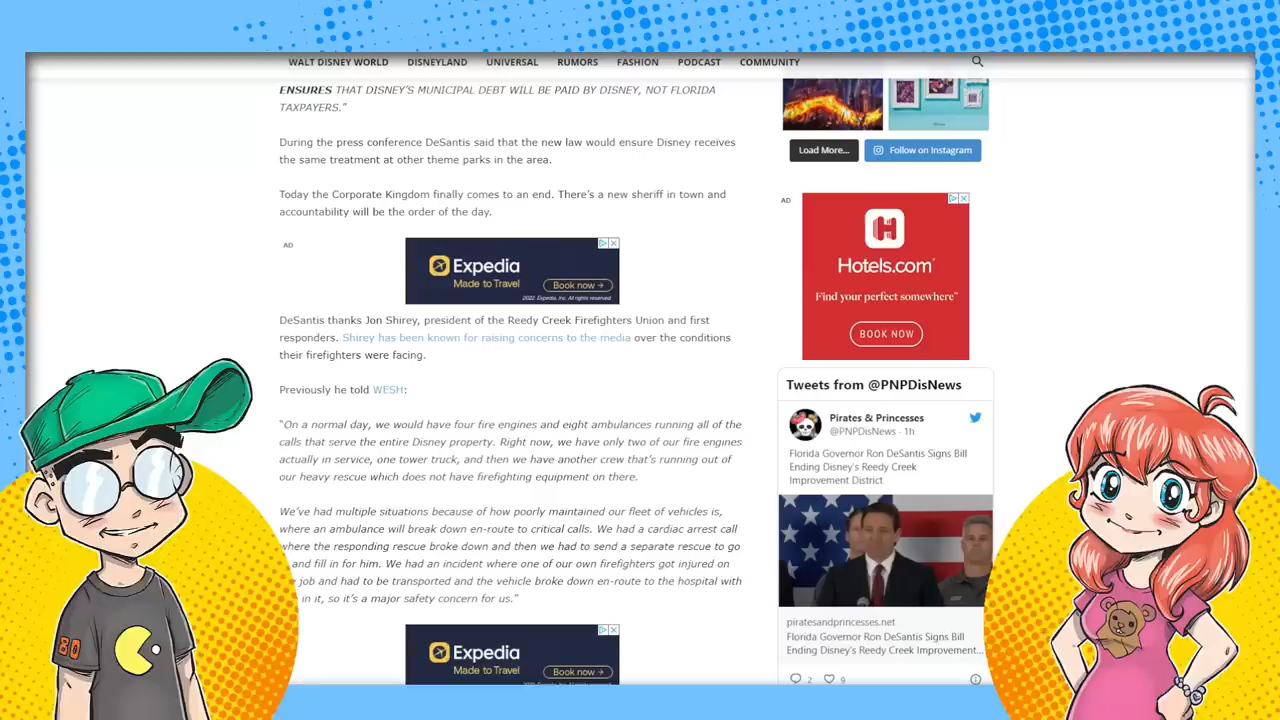 WALT DISNEY WORLD DISNEYLAND UNIVERSAL RUMORS FASHION PODCAST COMMUNITY
ENSURES THAT DISNEY'S MUNICIPAL DEBT WILL BE PAID BY DISNEY, NOT FLORIDA
TAXPAYERS."
During the press conference DeSantis said that the new law would ensure Disney receives
the same treatment at other theme parks in the area.
Today the Corporate Kingdom finally comes to an end. There's a new sheriff in town and
accountability will be the order of the day.
AD
Expedia
Made to Travel
Book now →
2022 Expedia, Inc. All rights reserved.
DeSantis thanks Jon Shirey, president of the Reedy Creek Firefighters Union and first
responders. Shirey has been known for raising concerns to the media over the conditions
their firefighters were facing.
Previously he told WESH:
"On a normal day, we would have four fire engines and eight ambulances running all of the
calls that serve the entire Disney property. Right now, we have only two of our fire engines
actually in service, one tower truck, and then we have another crew that's running out of
our heavy rescue which does not have firefighting equipment on there.
We've had multiple situations because of how poorly maintained our fleet of vehicles is,
where an ambulance will break down en-route to critical calls. We had a cardiac arrest call
where the responding rescue broke down and then we had to send a separate rescue to go
and fill in for him. We had an incident where one of our own firefighters got injured on
job and had to be transported and the vehicle broke down en-route to the hospital with
in it, so it's a major safety concern for us."
Expedia
Made to Travel
Book now →
Load More...
Follow on Instagram
AD
H
Hotels.com
Find your perfect somewhere™
BOOK NOW
Tweets from @PNPDisNews
Pirates & Princesses
@PNPDisNews · 1h
Florida Governor Ron DeSantis Signs Bill
Ending Disney's Reedy Creek
Improvement District
piratesandprincesses.net
Florida Governor Ron DeSantis Signs Bill
Ending Disney's Reedy Creek Improvement...
2 9
80